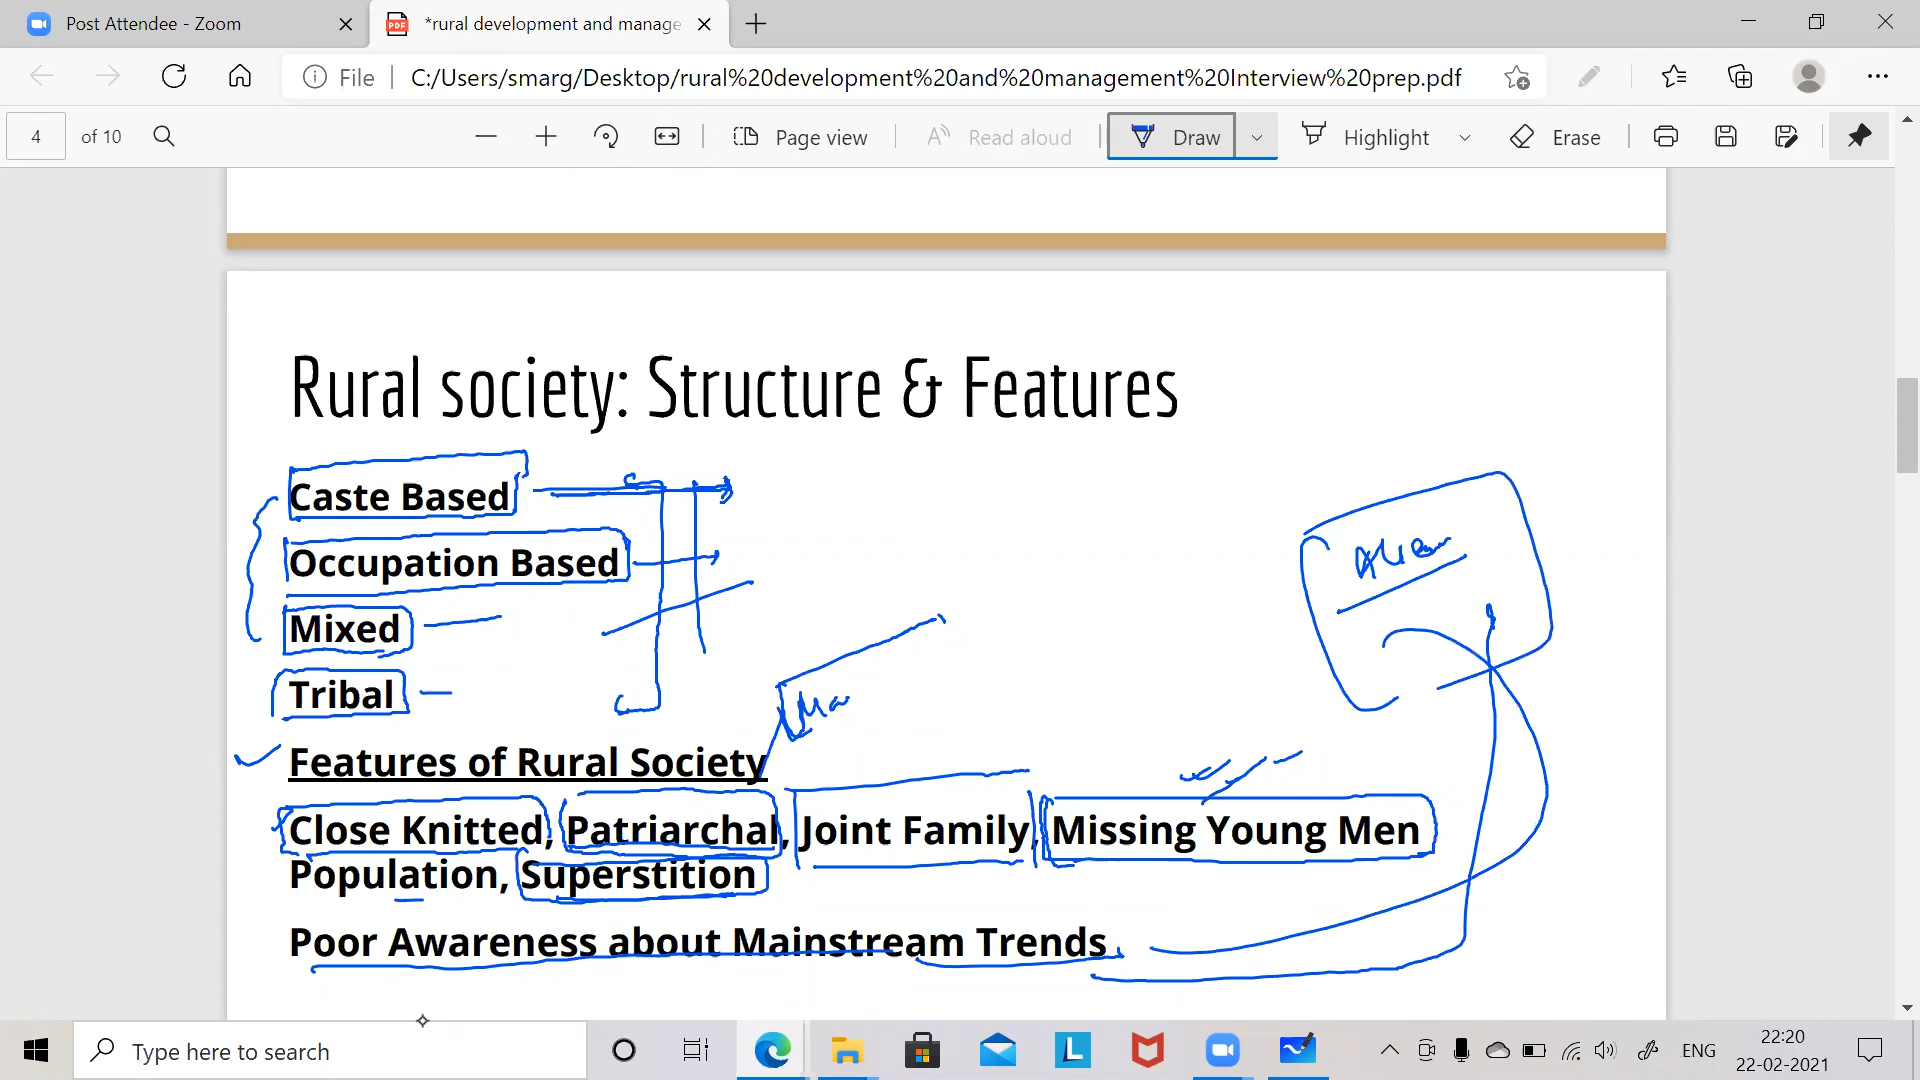 Post Attendee - Zoom
*rural development and manage
File
C:/Users/smarg/Desktop/rural%20development%20and%20management%20Interview%20prep.pdf
4 of 10
Page view
Read aloud
Draw
Highlight
Erase
Rural society: Structure & Features
Caste Based
Occupation Based
Mixed
Tribal
Features of Rural Society
Close Knitted, Patriarchal, Joint Family, Missing Young Men
Population, Superstition
Poor Awareness about Mainstream Trends
Type here to search
ENG
22:20
22-02-2021